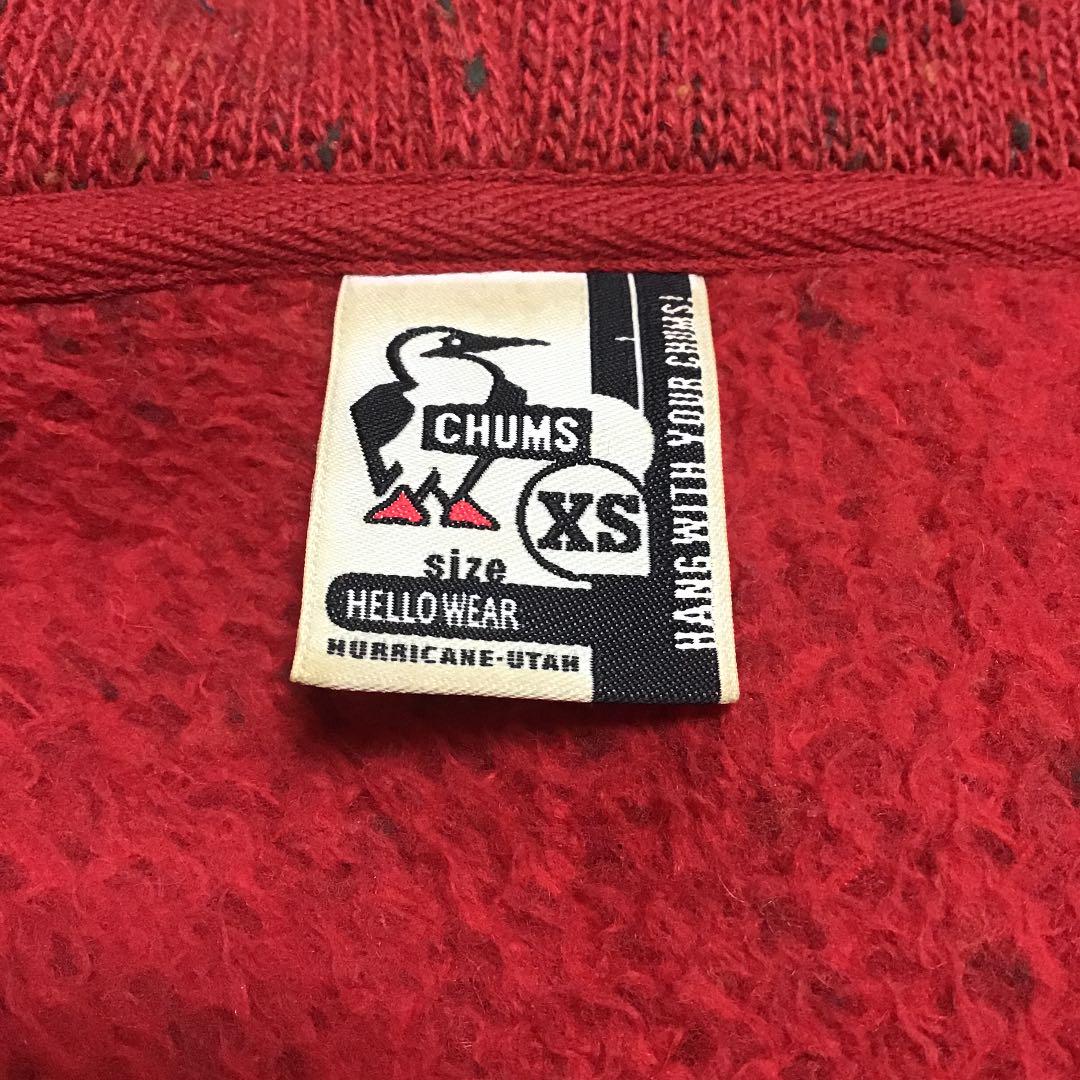 CHUMS
XS
size
HELLO WEAR
HURRICANE-UTAH
HANG WITH YOUR CHUMS!